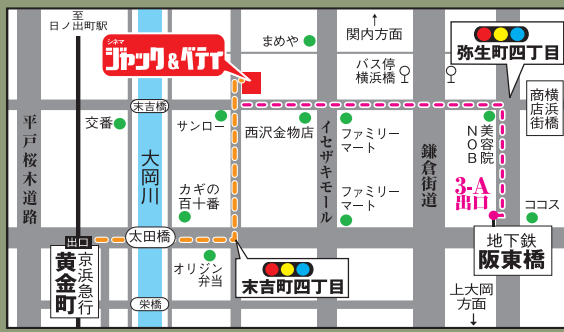 至
日ノ出町駅
シネマ
ジャック&ベティ
まめや
↑
関内方面
バス停
横浜橋
弥生町四丁目
横浜橋
商店街
末吉橋
交番
サンロー
西沢金物店
ファミリー
マート
美容院
NOB
平戸桜木道路
大岡川
イセザキモール
鎌倉街道
カギの
百十番
ファミリー
マート
3-A
出口
ココス
出口
太田橋
京浜急行
黄金町
オリジン
弁当
末吉町四丁目
地下鉄
阪東橋
栄橋
上大岡
方面
↓